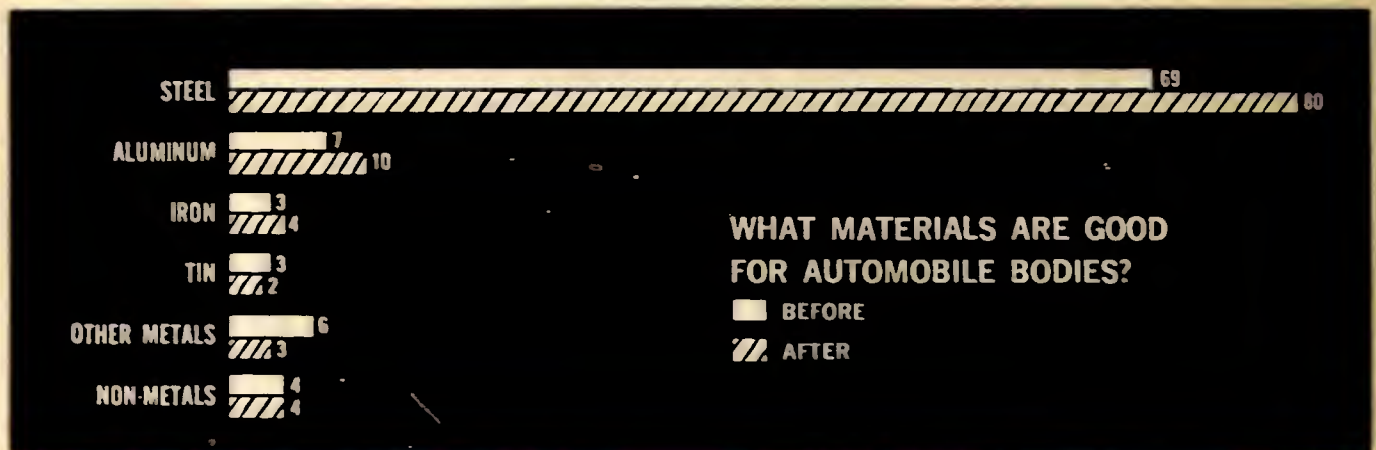 STEEL 69
80
ALUMINUM 7
10
IRON 3
4
TIN 3
2
OTHER METALS 6
3
NON-METALS 4
4
WHAT MATERIALS ARE GOOD
FOR AUTOMOBILE BODIES?
BEFORE
AFTER